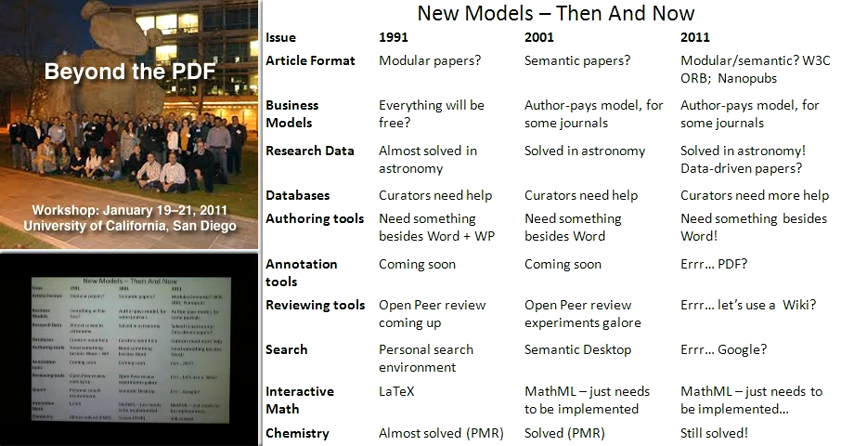 Beyond the PDF
Workshop: January 19–21, 2011
University of California, San Diego
New Models – Then And Now
New Models – Then And Now
Issue 1991 2001 2011
Article Format Modular papers? Semantic papers? Modular/semantic? W3C
ORB; Nanopubs
Business Everything will be Author-pays model, for Author-pays model, for
Models free? some journals some journals
Research Data Almost solved in Solved in astronomy Solved in astronomy!
astronomy Data-driven papers?
Databases Curators need help Curators need help Curators need more help
Authoring tools Need something Need something Need something besides
besides Word + WP besides Word Word!
Annotation Coming soon Coming soon Errr... PDF?
tools
Reviewing tools Open Peer review Open Peer review Errr... let's use a Wiki?
coming up experiments galore
Search Personal search Semantic Desktop Errr... Google?
environment
Interactive LaTeX MathML – just needs MathML – just needs to
Math to be implemented be implemented...
Chemistry Almost solved (PMR) Solved (PMR) Still solved!